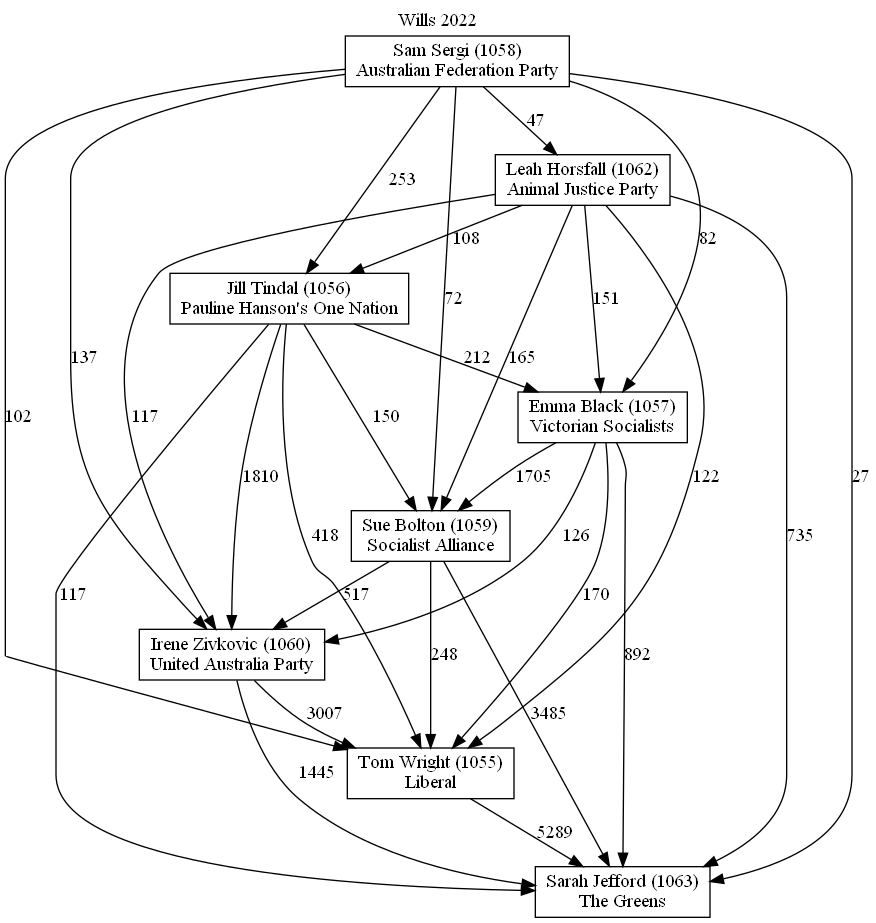 Wills 2022
Sam Sergi (1058)
Australian Federation Party
47
Leah Horsfall (1062)
Animal Justice Party
253
108
82
Jill Tindal (1056)
Pauline Hanson's One Nation
72
151
137
212
165
102
117
150
Emma Black (1057)
Victorian Socialists
27
1810
1705
122
Sue Bolton (1059)
Socialist Alliance
418
126
735
117
517
170
Irene Zivkovic (1060)
United Australia Party
248
892
3007
3485
Tom Wright (1055)
Liberal
1445
5289
Sarah Jefford (1063)
The Greens